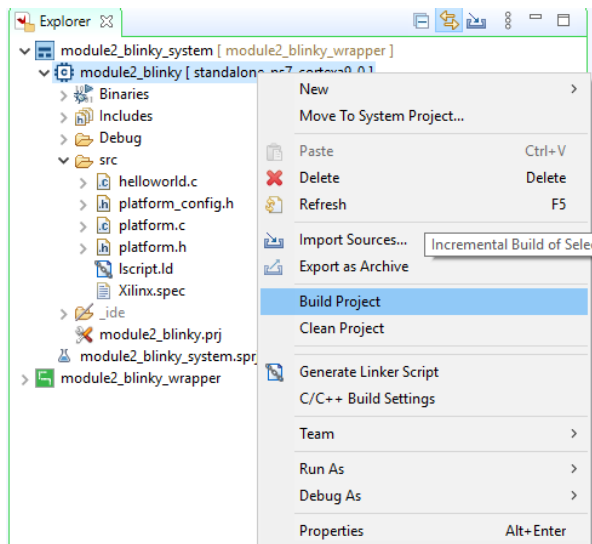 Explorer
module2_blinky_system [ module2_blinky_wrapper ]
module2_blinky [ standalone_ps7_cortexa9_0 ]
Binaries
Includes
Debug
src
helloworld.c
platform_config.h
platform.c
platform.h
lscript.ld
Xilinx.spec
_ide
module2_blinky.prj
module2_blinky_system.sprj
module2_blinky_wrapper
New
Move To System Project...
Paste Ctrl+V
Delete Delete
Refresh F5
Import Sources...
Incremental Build of Selec
Export as Archive
Build Project
Clean Project
Generate Linker Script
C/C++ Build Settings
Team
Run As
Debug As
Properties Alt+Enter